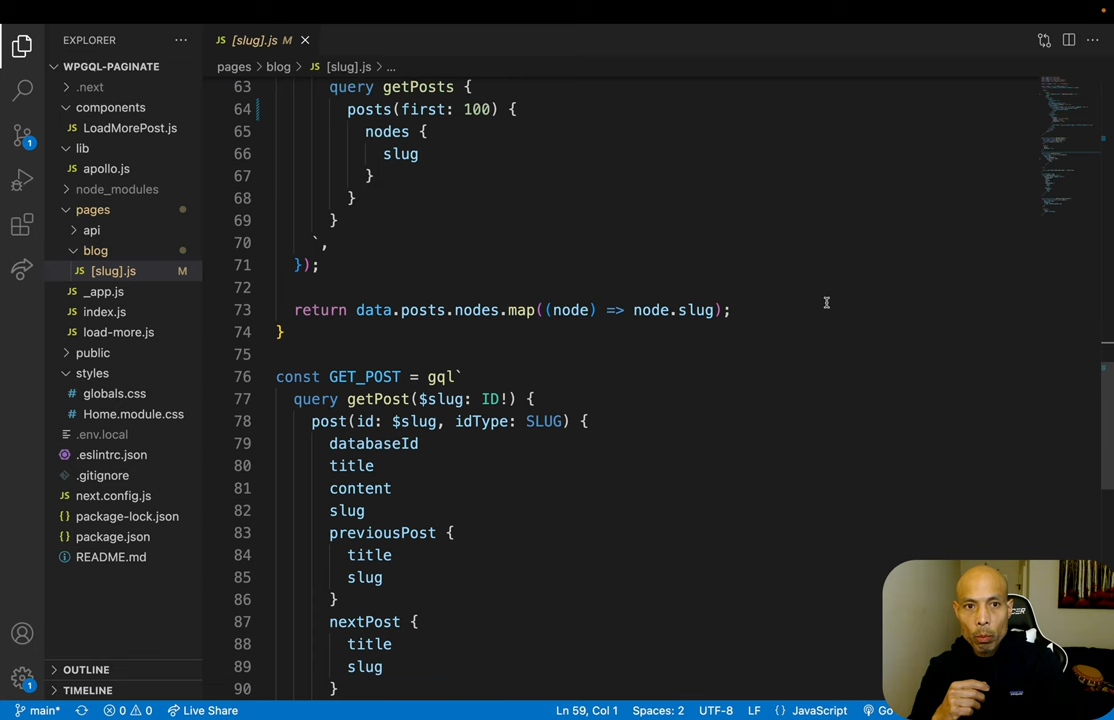 EXPLORER
[slug].js M
WPGQL-PAGINATE
pages > blog > JS [slug].js > ...
.next
components
JS LoadMorePost.js
lib
JS apollo.js
node_modules
pages
api
blog
JS [slug].js M
JS _app.js
JS index.js
JS load-more.js
public
styles
# globals.css
# Home.module.css
.env.local
.eslintrc.json
.gitignore
JS next.config.js
{} package-lock.json
{} package.json
README.md
OUTLINE
TIMELINE
63 query getPosts {
64 posts(first: 100) {
65 nodes {
66 slug
67 }
68 }
69 }
70 `,
71 });
72
73 return data.posts.nodes.map((node) => node.slug);
74 }
75
76 const GET_POST = gql`
77 query getPost($slug: ID!) {
78 post(id: $slug, idType: SLUG) {
79 databaseId
80 title
81 content
82 slug
83 previousPost {
84 title
85 slug
86 }
87 nextPost {
88 title
89 slug
90 }
1
1
main* 0 0 Live Share Ln 59, Col 1 Spaces: 2 UTF-8 LF {} JavaScript Go